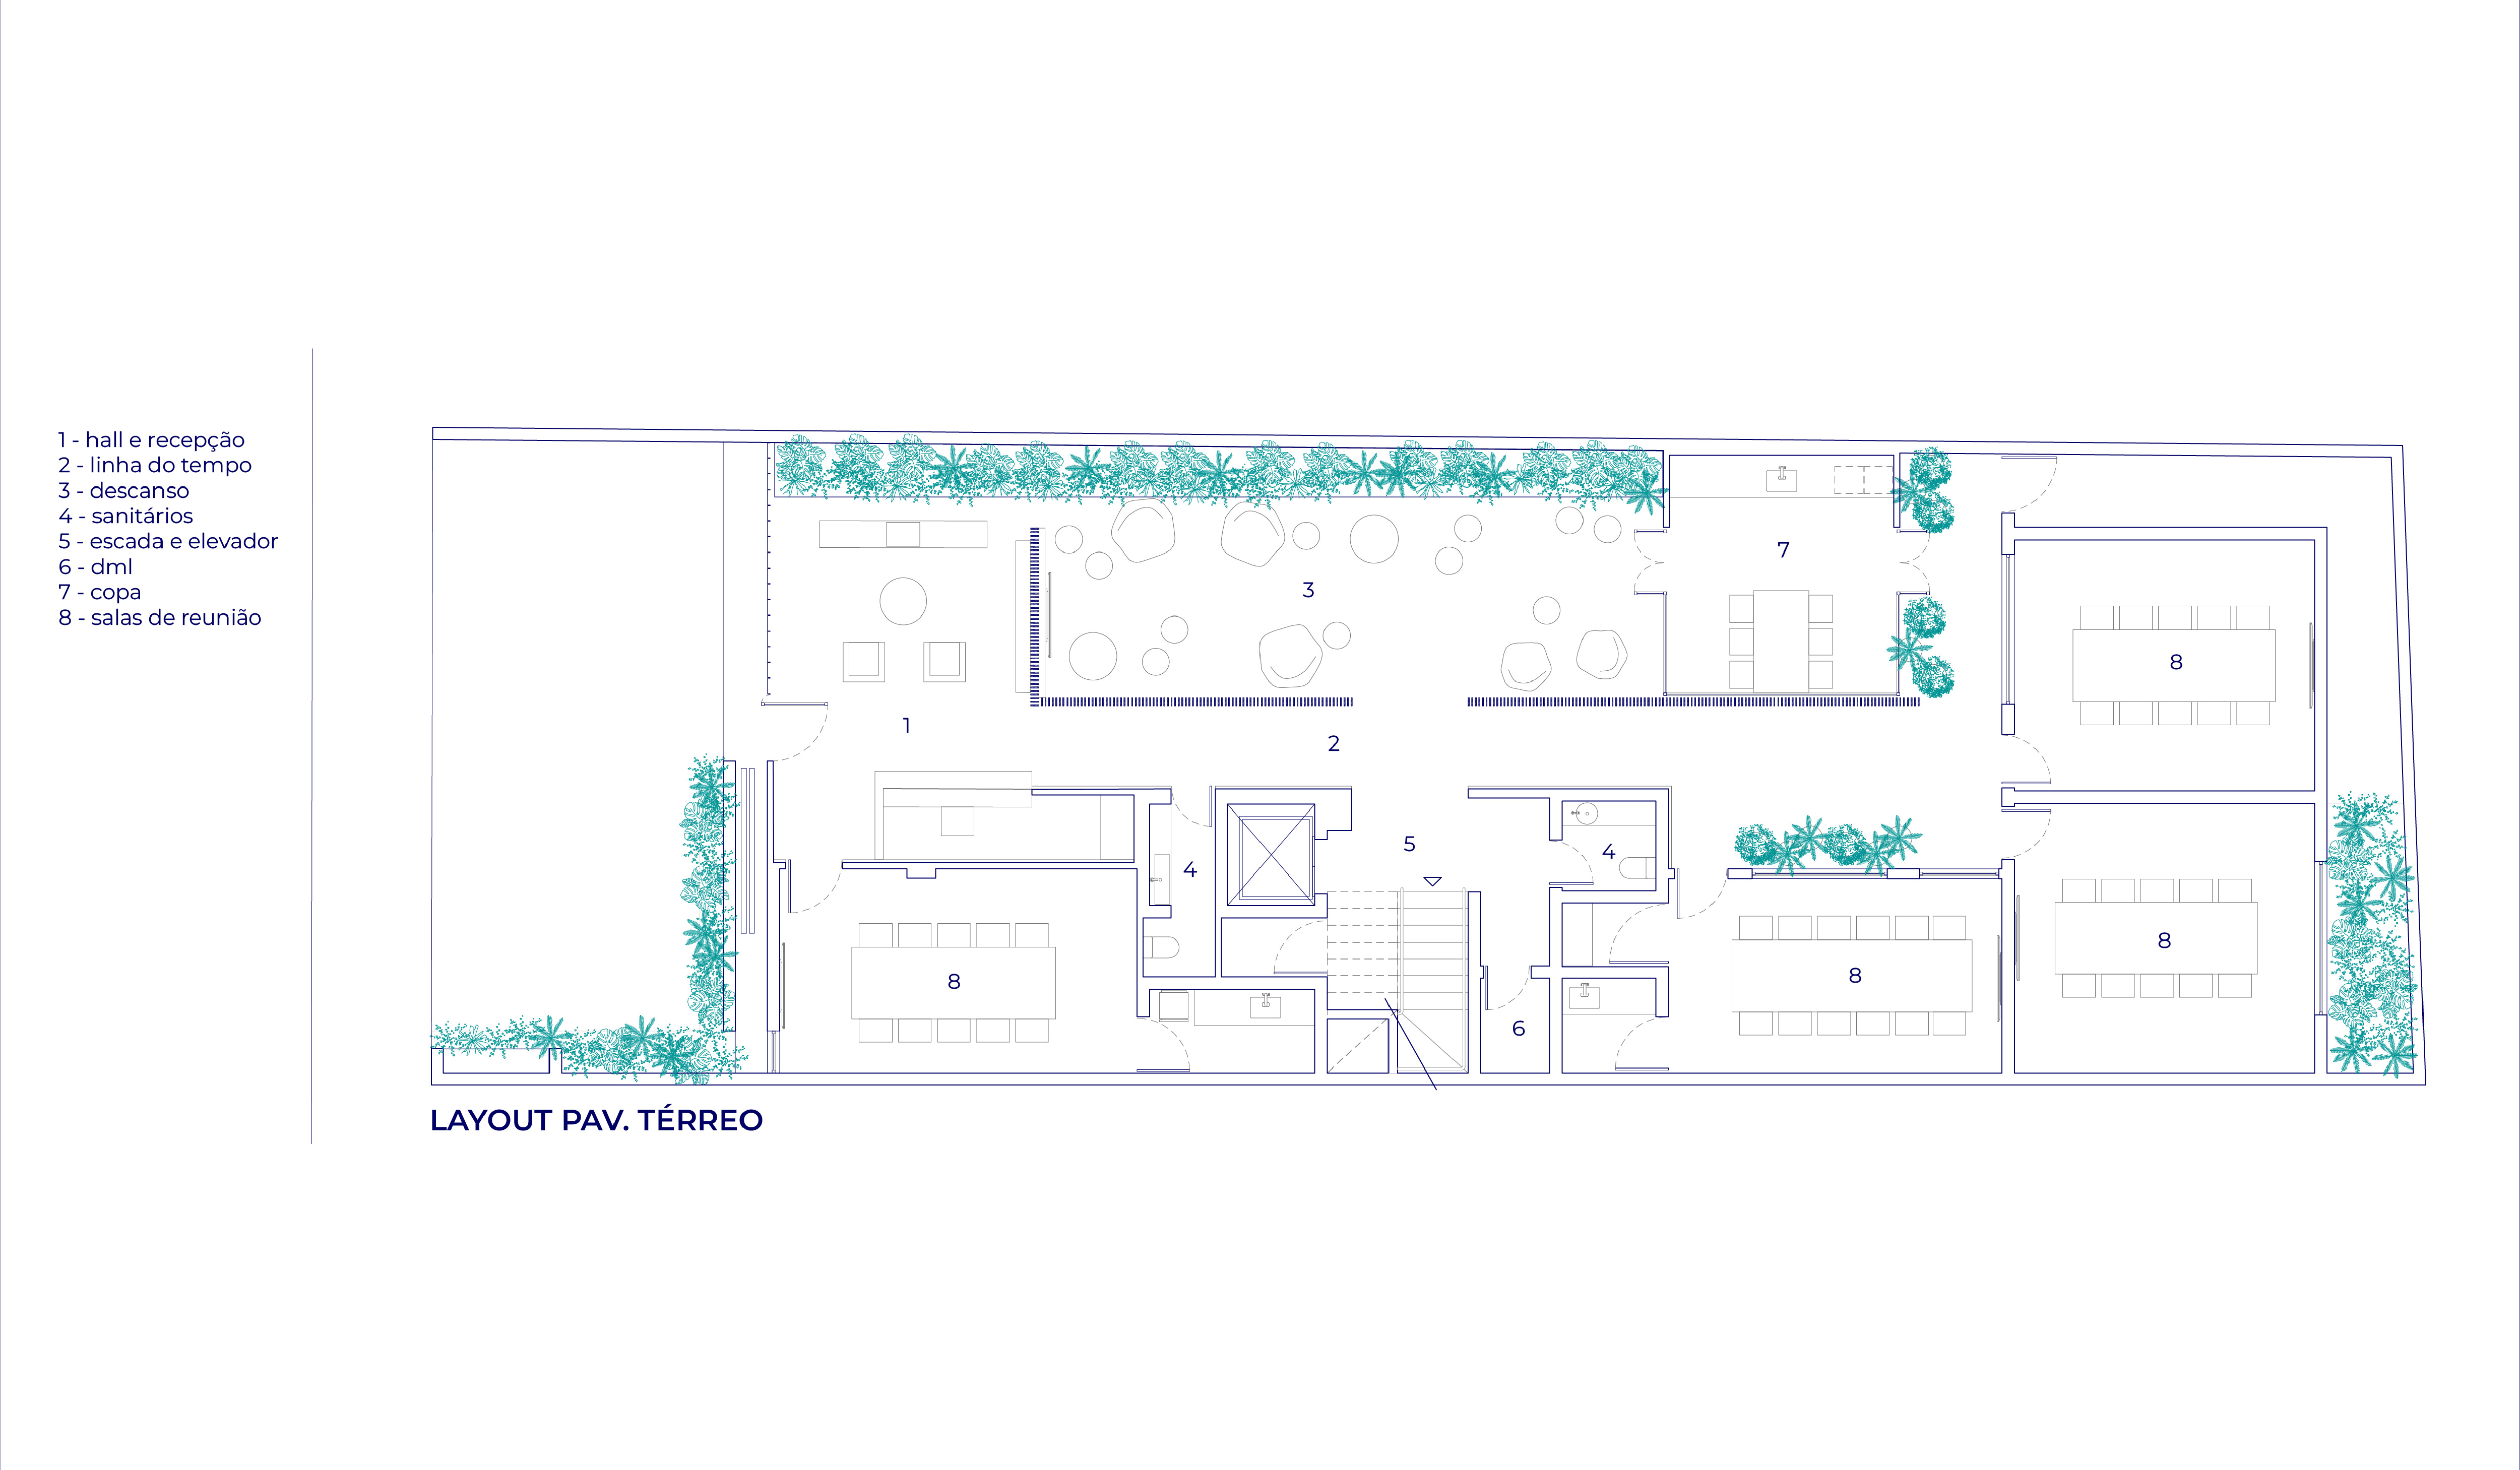 1 - hall e recepção
2 - linha do tempo
3 - descanso
4 - sanitários
5 - escada e elevador
6 - dml
7 - copa
8 - salas de reunião
7
3
8
1
2
5
4
4
8
8
8
6
LAYOUT PAV. TÉRREO